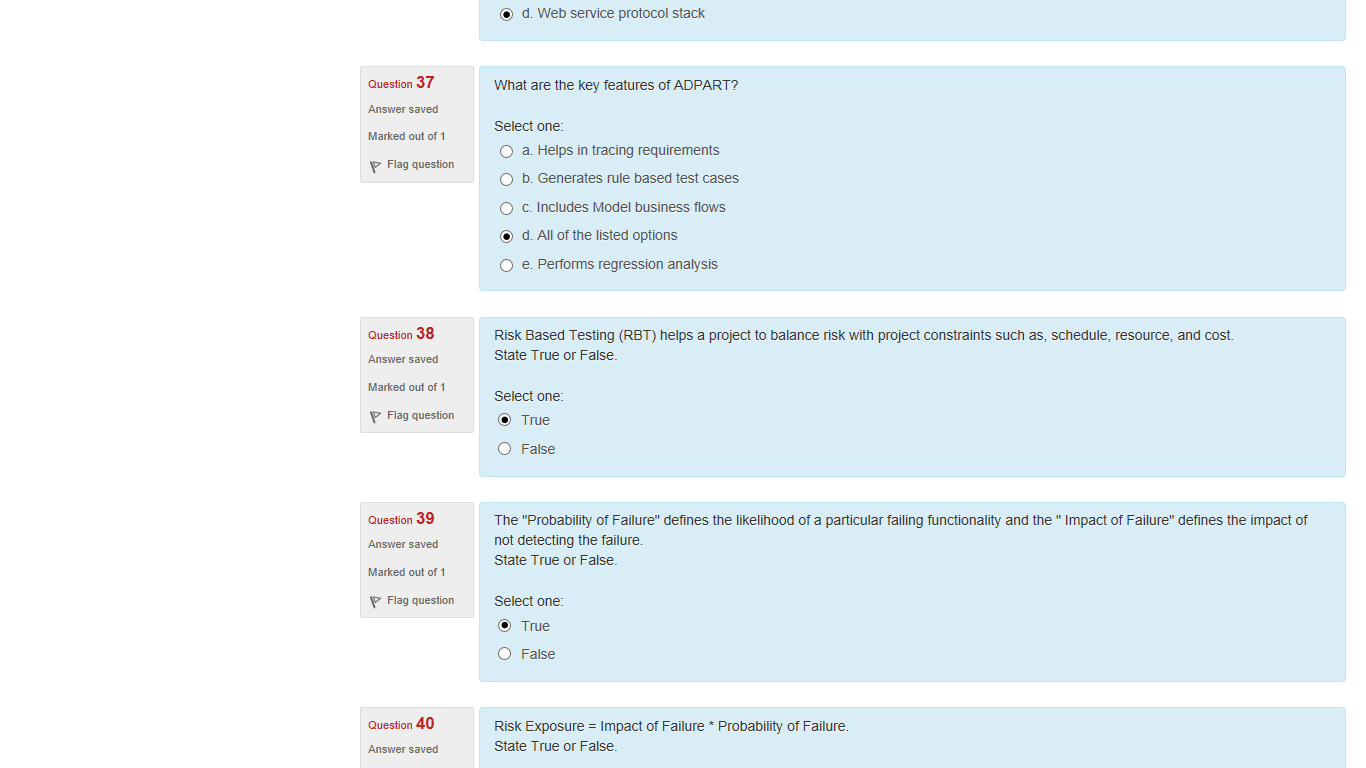 d. Web service protocol stack
Question 37
Answer saved
Marked out of 1
Flag question
What are the key features of ADPART?
Select one:
a. Helps in tracing requirements
b. Generates rule based test cases
c. Includes Model business flows
d. All of the listed options
e. Performs regression analysis
Question 38
Answer saved
Marked out of 1
Flag question
Risk Based Testing (RBT) helps a project to balance risk with project constraints such as, schedule, resource, and cost.
State True or False.
Select one:
True
False
Question 39
Answer saved
Marked out of 1
Flag question
The "Probability of Failure" defines the likelihood of a particular failing functionality and the " Impact of Failure" defines the impact of
not detecting the failure.
State True or False.
Select one:
True
False
Question 40
Answer saved
Risk Exposure = Impact of Failure * Probability of Failure.
State True or False.